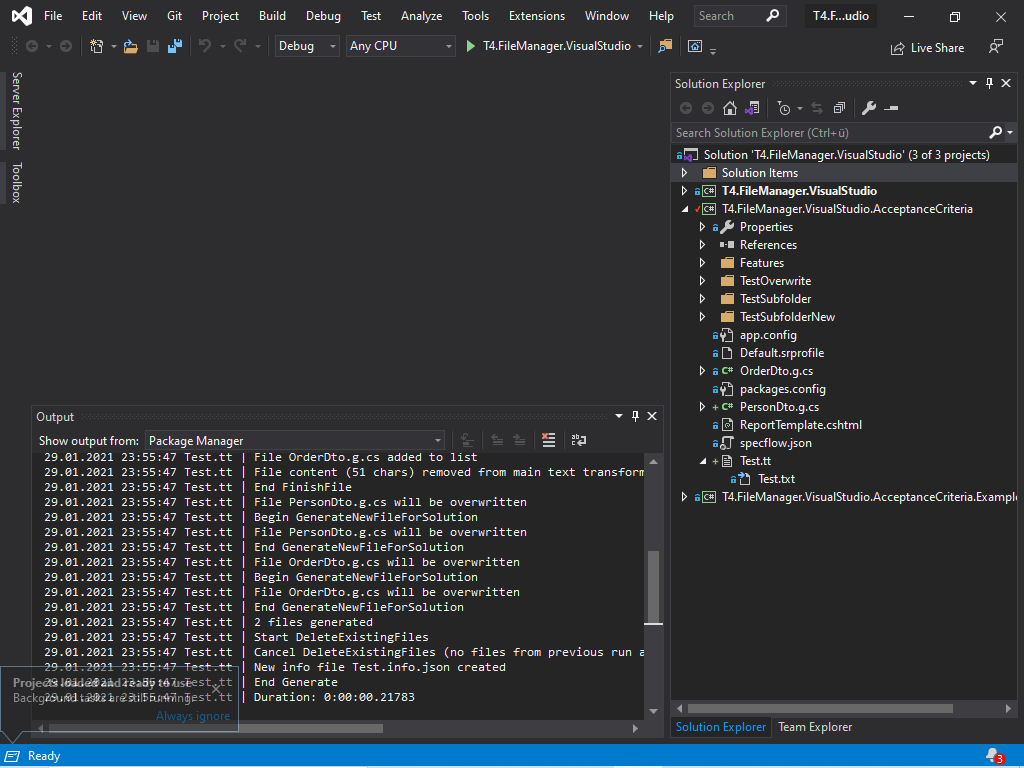 File Edit View Git Project Build Debug Test Analyze Tools Extensions Window Help Search T4.F...udio
Debug Any CPU T4.FileManager.VisualStudio Live Share
Server Explorer
Toolbox
Solution Explorer
Search Solution Explorer (Ctrl+ü)
Solution 'T4.FileManager.VisualStudio' (3 of 3 projects)
Solution Items
T4.FileManager.VisualStudio
T4.FileManager.VisualStudio.AcceptanceCriteria
Properties
References
Features
TestOverwrite
TestSubfolder
TestSubfolderNew
app.config
Default.srprofile
OrderDto.g.cs
packages.config
PersonDto.g.cs
ReportTemplate.cshtml
specflow.json
Test.tt
Test.txt
T4.FileManager.VisualStudio.AcceptanceCriteria.Example
Solution Explorer Team Explorer
Output
Show output from: Package Manager
29.01.2021 23:55:47 Test.tt | File OrderDto.g.cs added to list
29.01.2021 23:55:47 Test.tt | File content (51 chars) removed from main text transform
29.01.2021 23:55:47 Test.tt | End FinishFile
29.01.2021 23:55:47 Test.tt | File PersonDto.g.cs will be overwritten
29.01.2021 23:55:47 Test.tt | Begin GenerateNewFileForSolution
29.01.2021 23:55:47 Test.tt | File PersonDto.g.cs will be overwritten
29.01.2021 23:55:47 Test.tt | End GenerateNewFileForSolution
29.01.2021 23:55:47 Test.tt | File OrderDto.g.cs will be overwritten
29.01.2021 23:55:47 Test.tt | Begin GenerateNewFileForSolution
29.01.2021 23:55:47 Test.tt | File OrderDto.g.cs will be overwritten
29.01.2021 23:55:47 Test.tt | End GenerateNewFileForSolution
29.01.2021 23:55:47 Test.tt | 2 files generated
29.01.2021 23:55:47 Test.tt | Start DeleteExistingFiles
29.01.2021 23:55:47 Test.tt | Cancel DeleteExistingFiles (no files from previous run a
29.01.2021 23:55:47 Test.tt | New info file Test.info.json created
29.01.2021 23:55:47 Test.tt | End Generate
29.01.2021 23:55:47 Test.tt | Duration: 0:00:00.21783
Projects loaded and ready to use
Background tasks are still running.
Always ignore
Ready 3